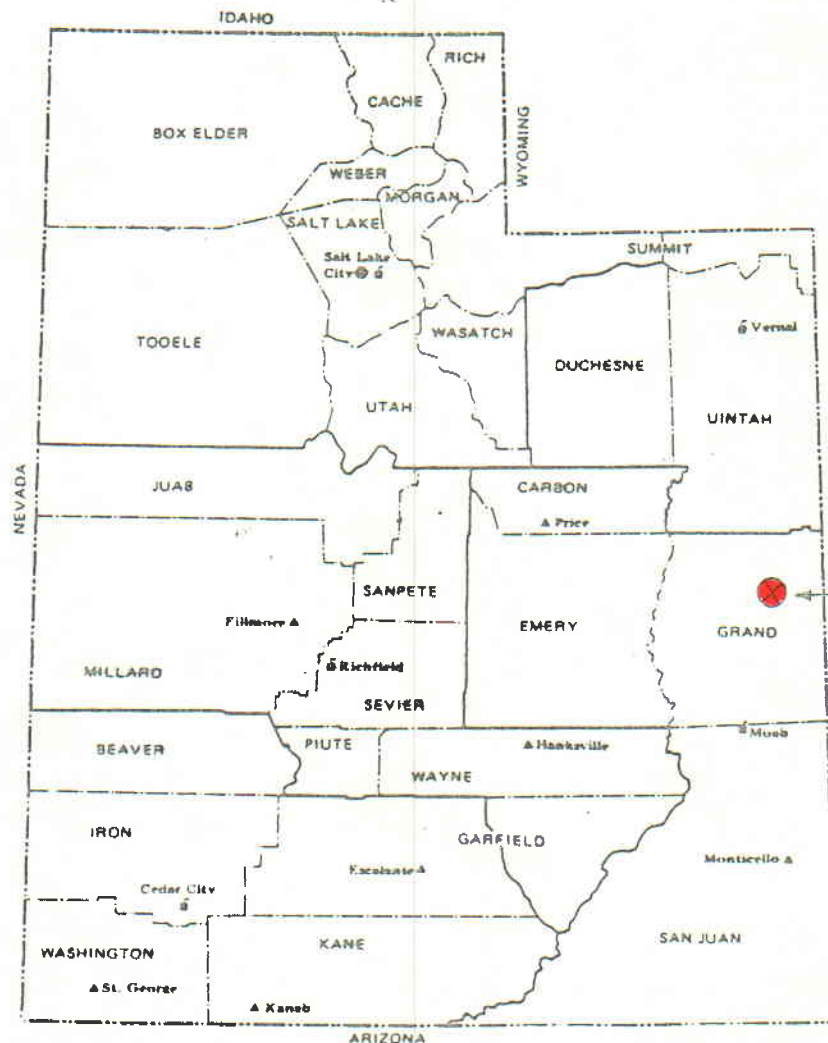 IDAHO
RICH
CACHE
BOX ELDER
WYOMING
WEBER
MORGAN
SALT LAKE
SUMMIT
Salt Lake
City
WASATCH
Vernal
TOOELE
DUCHESNE
UTAH
UINTAH
NEVADA
JUAB
CARBON
Price
SANPETE
EMERY
GRAND
Fillmore
Richfield
MILLARD
SEVIER
Moab
BEAVER
PIUTE
Hanksville
WAYNE
IRON
GARFIELD
Escalante
Monticello
Cedar City
KANE
SAN JUAN
WASHINGTON
St. George
Kanab
ARIZONA